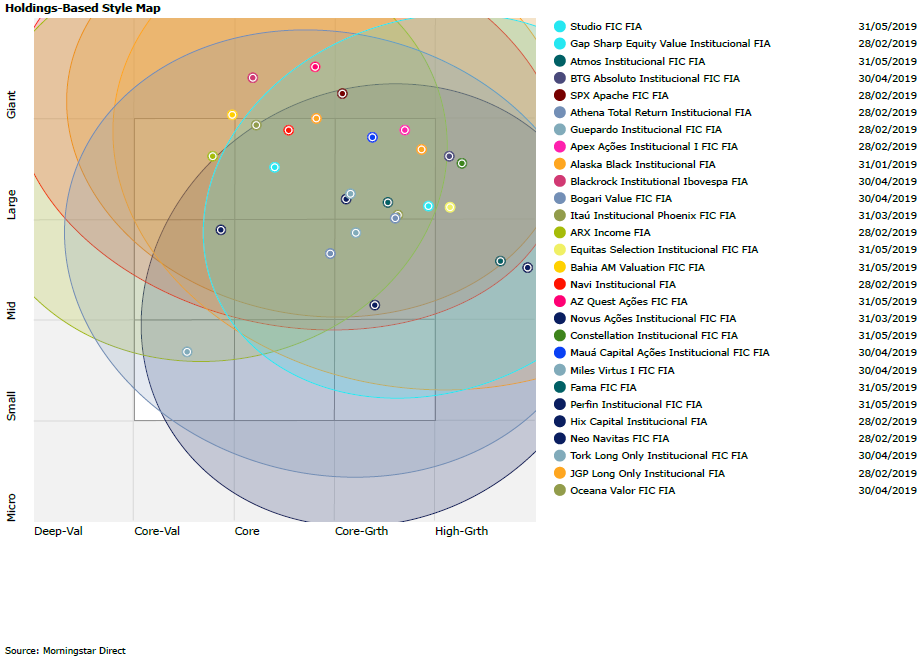 Holdings-Based Style Map
Giant
Large
Mid
Small
Micro
Deep-Val Core-Val Core Core-Grth High-Grth
Studio FIC FIA 31/05/2019
Gap Sharp Equity Value Institutional FIA 28/02/2019
Atmos Institucional FIC FIA 31/05/2019
BTG Absoluto Institucional FIC FIA 30/04/2019
SPX Apache FIC FIA 28/02/2019
Athena Total Return Institucional FIA 28/02/2019
Guepardo Institucional FIC FIA 28/02/2019
Apex Ações Institucional I FIC FIA 28/02/2019
Alaska Black Institucional FIA 31/01/2019
Blackrock Institucional Ibovespa FIA 30/04/2019
Bogari Value FIC FIA 30/04/2019
Itaú Institucional Phoenix FIC FIA 31/03/2019
ARX Income FIA 28/02/2019
Equitas Selection Institucional FIC FIA 31/05/2019
Bahia AM Valuation FIC FIA 31/05/2019
Navi Institucional FIA 28/02/2019
AZ Quest Ações FIC FIA 31/05/2019
Novus Ações Institucional FIC FIA 31/03/2019
Constellation Institucional FIC FIA 31/05/2019
Mauá Capital Ações Institucional FIC FIA 30/04/2019
Miles Virtus I FIC FIA 30/04/2019
Fama FIC FIA 31/05/2019
Perfin Institucional FIC FIA 31/05/2019
Hix Capital Institucional FIA 28/02/2019
Neo Navitas FIC FIA 28/02/2019
Tork Long Only Institucional FIC FIA 30/04/2019
JGP Long Only Institucional FIA 28/02/2019
Oceana Valor FIC FIA 30/04/2019
Source: Morningstar Direct